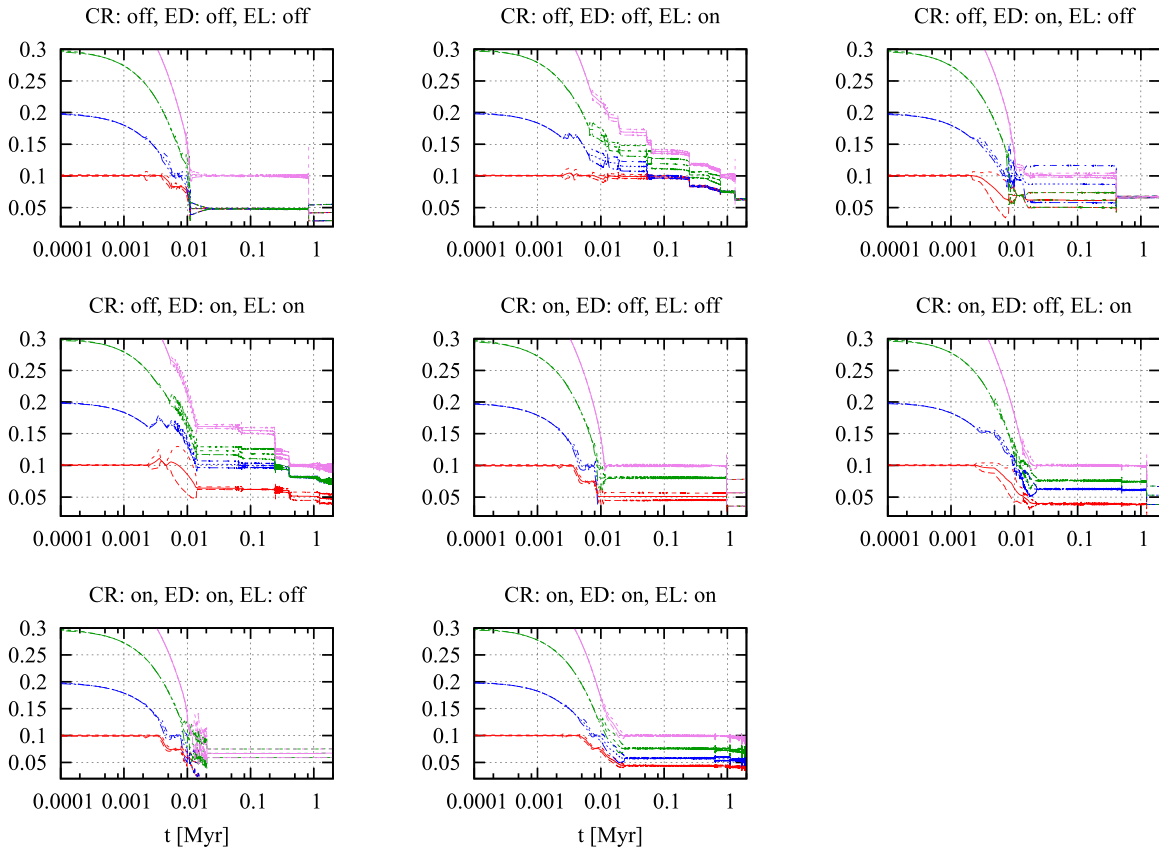 CR: off, ED: off, EL: off
CR: off, ED: off, EL: on
CR: off, ED: on, EL: off
0.3 0.3 0.3
0.25 0.25 0.25
0.2 0.2 0.2
0.15 0.15 0.15
0.1 0.1 0.1
0.05 0.05 0.05
0.0001 0.001 0.01 0.1 1 0.0001 0.001 0.01 0.1 1 0.0001 0.001 0.01 0.1 1
CR: off, ED: on, EL: on
CR: on, ED: off, EL: off
CR: on, ED: off, EL: on
0.3 0.3 0.3
0.25 0.25 0.25
0.2 0.2 0.2
0.15 0.15 0.15
0.1 0.1 0.1
0.05 0.05 0.05
0.0001 0.001 0.01 0.1 1 0.0001 0.001 0.01 0.1 1 0.0001 0.001 0.01 0.1 1
CR: on, ED: on, EL: off
CR: on, ED: on, EL: on
0.3 0.3
0.25 0.25
0.2 0.2
0.15 0.15
0.1 0.1
0.05 0.05
0.0001 0.001 0.01 0.1 1 0.0001 0.001 0.01 0.1 1
t [Myr] t [Myr]